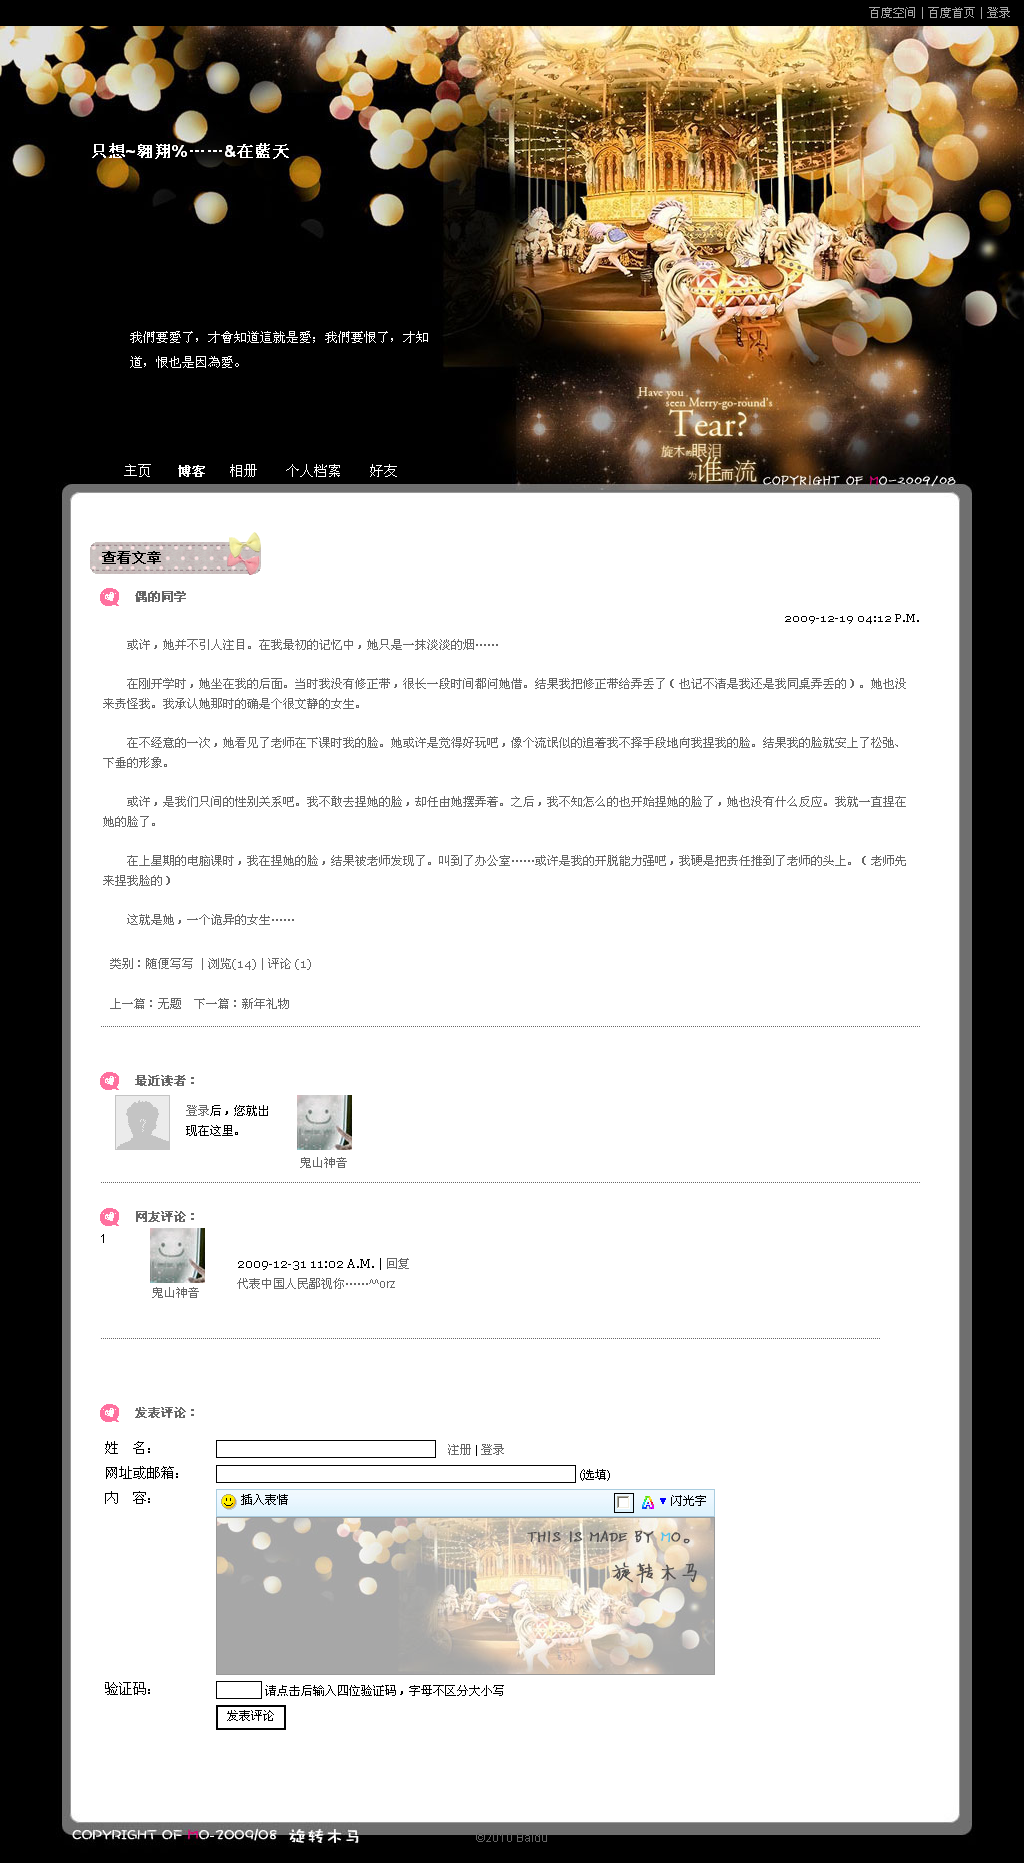 百度空间 | 百度首页 | 登录
只想~翱翔%……&在藍天
我們要愛了，才會知道這就是愛；我們要恨了，才知
道，恨也是因為愛。
Have you
seen Merry-go-round's
Tear?
旋木的眼泪
为谁而流
主页 博客 相册 个人档案 好友
COPYRIGHT OF MO-2009/08
查看文章
偶的同学
2009-12-19 04:12 P.M.
或许，她并不引人注目。在我最初的记忆中，她只是一抹淡淡的烟……
在刚开学时，她坐在我的后面。当时我没有修正带，很长一段时间都问她借。结果我把修正带给弄丢了（也记不清是我还是我同桌弄丢的）。她也没
来责怪我。我承认她那时的确是个很文静的女生。
在不经意的一次，她看见了老师在下课时我的脸。她或许是觉得好玩吧，像个流氓似的追着我不择手段地向我捏我的脸。结果我的脸就安上了松弛、
下垂的形象。
或许，是我们只间的性别关系吧。我不敢去捏她的脸，却任由她摆弄着。之后，我不知怎么的也开始捏她的脸了，她也没有什么反应。我就一直捏在
她的脸了。
在上星期的电脑课时，我在捏她的脸，结果被老师发现了。叫到了办公室……或许是我的开脱能力强吧，我硬是把责任推到了老师的头上。（老师先
来捏我脸的）
这就是她，一个诡异的女生……
类别：随便写写 | 浏览(14) | 评论 (1)
上一篇：无题 下一篇：新年礼物
最近读者：
登录后，您就出
现在这里。
鬼山神音
网友评论：
1
2009-12-31 11:02 A.M. | 回复
代表中国人民鄙视你……^^orz
鬼山神音
发表评论：
姓 名：
注册 | 登录
网址或邮箱：
(选填)
内 容：
插入表情
闪光字
THIS IS MADE BY MO。
旋转木马
验证码：
请点击后输入四位验证码，字母不区分大小写
发表评论
COPYRIGHT OF MO-2009/08 旋转木马
©2010 Baidu